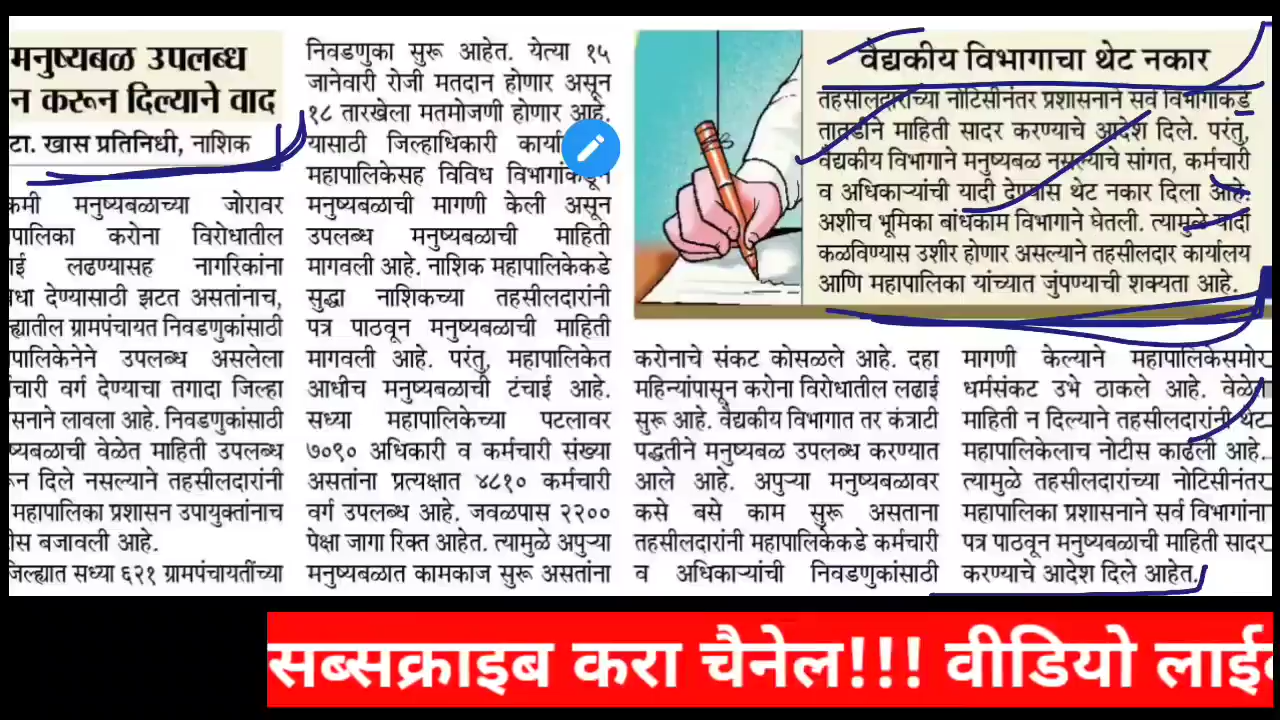 मनुष्यबळ उपलब्ध
न करून दिल्याने वाद
टा. खास प्रतिनिधी, नाशिक
मनुष्यबळाच्या जोरावर
करोना विरोधातील
लढण्यासह नागरिकांना
देण्यासाठी झटत असतांनाच,
ग्रामपंचायत निवडणुकांसाठी
उपलब्ध असलेला
वर्ग देण्याचा तगादा जिल्हा
लावला आहे. निवडणुकांसाठी
वेळेत माहिती उपलब्ध
दिले नसल्याने तहसीलदारांनी
महापालिका प्रशासन उपायुक्तांनाच
बजावली आहे.
सध्या ६२१ ग्रामपंचायतींच्या
निवडणुका सुरू आहेत. येत्या १५
जानेवारी रोजी मतदान होणार असून
१८ तारखेला मतमोजणी होणार आहे.
यासाठी जिल्हाधिकारी
महापालिकेसह विविध विभागांकडून
मनुष्यबळाची मागणी केली असून
उपलब्ध मनुष्यबळाची माहिती
मागवली आहे. नाशिक महापालिकेकडे
सुद्धा नाशिकच्या तहसीलदारांनी
पत्र पाठवून मनुष्यबळाची माहिती
मागवली आहे. परंतु, महापालिकेत
आधीच मनुष्यबळाची टंचाई आहे.
सध्या महापालिकेच्या पटलावर
७०९० अधिकारी व कर्मचारी संख्या
असतांना प्रत्यक्षात ४८१० कर्मचारी
वर्ग उपलब्ध आहे. जवळपास २२००
पेक्षा जागा रिक्त आहेत. त्यामुळे अपुऱ्या
मनुष्यबळात कामकाज सुरू असतांना
वैद्यकीय विभागाचा थेट नकार
तहसीलदारांच्या नोटिसीनंतर प्रशासनाने सर्व विभागांकडे
तातडीने माहिती सादर करण्याचे आदेश दिले. परंतु,
वैद्यकीय विभागाने मनुष्यबळ नसल्याचे सांगत, कर्मचारी
व अधिकाऱ्यांची यादी देण्यास थेट नकार दिला आहे.
अशीच भूमिका बांधकाम विभागाने घेतली. त्यामुळे यादी
कळविण्यास उशीर होणार असल्याने तहसीलदार कार्यालय
आणि महापालिका यांच्यात जुंपण्याची शक्यता आहे.
करोनाचे संकट कोसळले आहे. दहा
महिन्यांपासून करोना विरोधातील लढाई
सुरू आहे. वैद्यकीय विभागात तर कंत्राटी
पद्धतीने मनुष्यबळ उपलब्ध करण्यात
आले आहे. अपुऱ्या मनुष्यबळावर
कसे बसे काम सुरू असताना
तहसीलदारांनी महापालिकेकडे कर्मचारी
व अधिकाऱ्यांची निवडणुकांसाठी
मागणी केल्याने महापालिकेसमोर
धर्मसंकट उभे ठाकले आहे. वेळेत
माहिती न दिल्याने तहसीलदारांनी थेट
महापालिकेलाच नोटीस काढली आहे.
त्यामुळे तहसीलदारांच्या नोटिसीनंतर
महापालिका प्रशासनाने सर्व विभागांना
पत्र पाठवून मनुष्यबळाची माहिती सादर
करण्याचे आदेश दिले आहेत.
सब्सक्राइब करा चैनेल!!! वीडियो